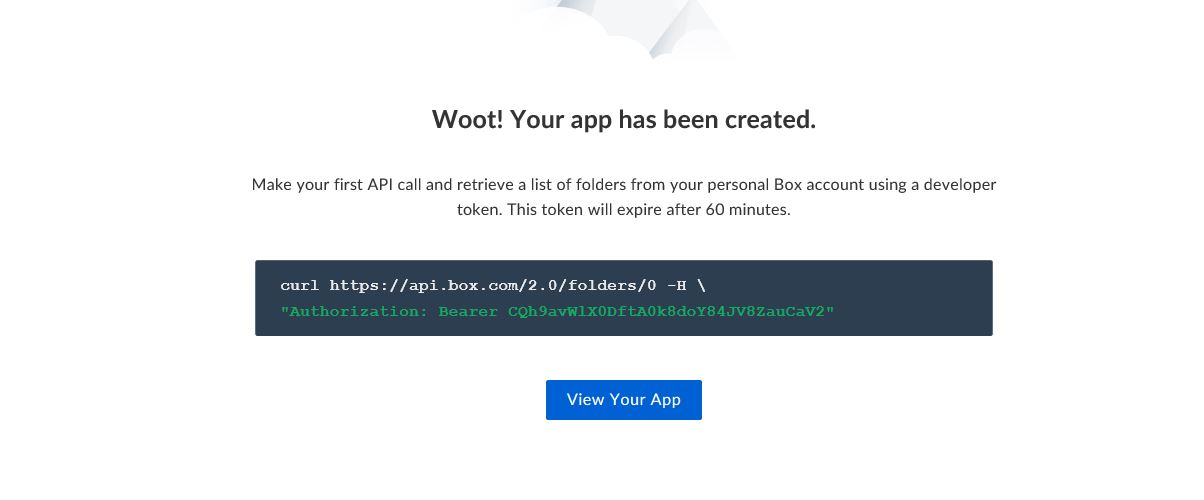 Woot! Your app has been created.
Make your first API call and retrieve a list of folders from your personal Box account using a developer
token. This token will expire after 60 minutes.
curl https://api.box.com/2.0/folders/0 -H \
"Authorization: Bearer CQh9avWlX0DftA0k8doY84JV8ZauCaV2"
View Your App